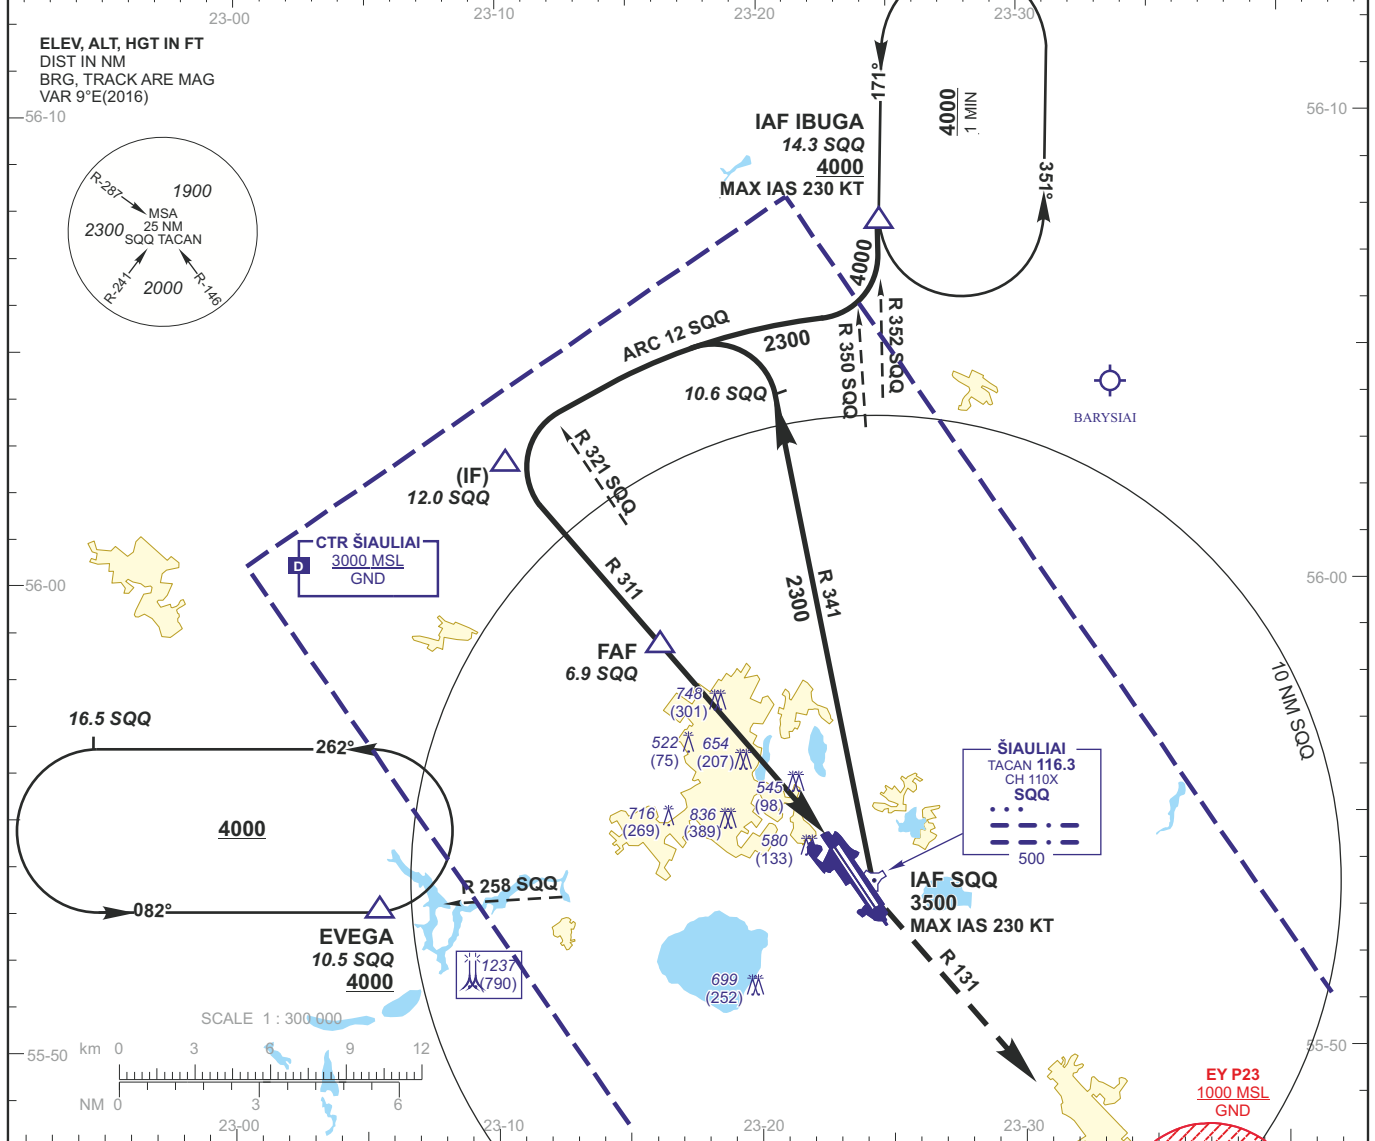 23-00
23-10
23-20
23-30
ELEV, ALT, HGT IN FT
DIST IN NM
BRG, TRACK ARE MAG
VAR 9°E(2016)
56-10
56-10
R-287
1900
MSA
25 NM
SQQ TACAN
2300
R-241
2000
R-146
171°
4000
1 MIN
351°
IAF IBUGA
14.3 SQQ
4000
MAX IAS 230 KT
4000
ARC 12 SQQ
2300
R 350 SQQ
R 352 SQQ
10.6 SQQ
BARYSIAI
(IF)
12.0 SQQ
R 321 SQQ
CTR ŠIAULIAI
D
3000 MSL
GND
R 311
R 341
2300
56-00
56-00
FAF
6.9 SQQ
10 NM SQQ
748
(301)
522
(75)
654
(207)
545
(98)
716
(269)
836
(389)
580
(133)
16.5 SQQ
262°
4000
082°
R 258 SQQ
EVEGA
10.5 SQQ
4000
1237
(790)
699
(252)
ŠIAULIAI
TACAN 116.3
CH 110X
SQQ
500
IAF SQQ
3500
MAX IAS 230 KT
R 131
SCALE 1 : 300 000
km 0 3 6 9 12
NM 0 3 6
55-50
55-50
EY P23
1000 MSL
GND
23-00
23-10
23-20
23-30